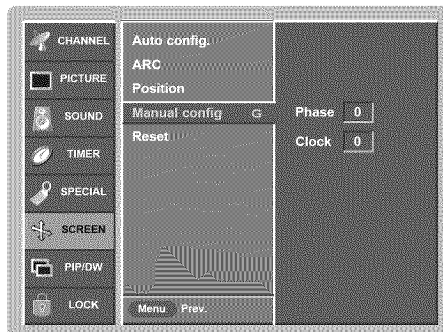 CHANNEL
PICTURE
SOUND
TIMER
SPECIAL
SCREEN
PIP/DW
LOCK
Auto config.
ARC
Position
Manual config G
Reset
Menu Prev.
Phase 0
Clock 0